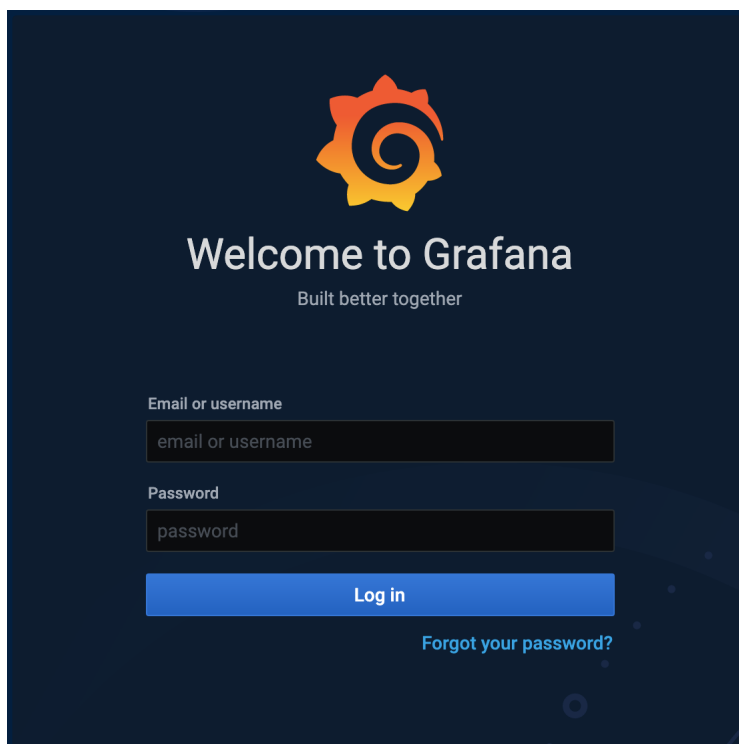 Welcome to Grafana
Built better together
Email or username
email or username
Password
password
Log in
Forgot your password?